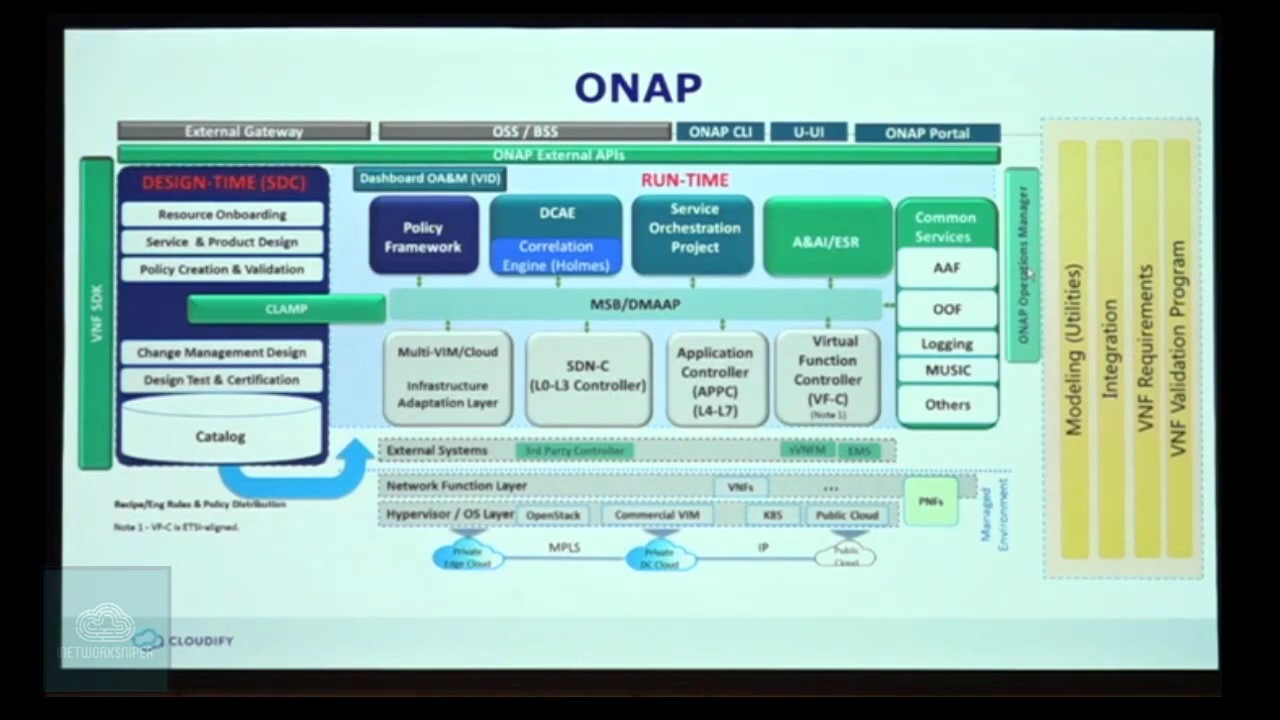 ONAP
External Gateway
OSS / BSS
ONAP CLI
U-UI
ONAP Portal
ONAP External APIs
VNF SDK
DESIGN-TIME (SDC)
Resource Onboarding
Service & Product Design
Policy Creation & Validation
CLAMP
Change Management Design
Design Test & Certification
Catalog
Dashboard OA&M (VID)
RUN-TIME
Policy
Framework
DCAE
Correlation
Engine (Holmes)
Service
Orchestration
Project
A&AI/ESR
MSB/DMAAP
Multi-VIM/Cloud
Infrastructure
Adaptation Layer
SDN-C
(L0-L3 Controller)
Application
Controller
(APPC)
(L4-L7)
Virtual
Function
Controller
(VF-C)
(Note 1)
Common
Services
AAF
OOF
Logging
MUSIC
Others
ONAP Operations Manager
Modeling (Utilities)
Integration
VNF Requirements
VNF Validation Program
External Systems
3rd Party Controller
sVNFM
EMS
Network Function Layer
VNFs
...
PNFs
Hypervisor / OS Layer
OpenStack
Commercial VIM
K8S
Public Cloud
Managed
Environment
Private
Edge Cloud
MPLS
Private
DC Cloud
IP
Public
Cloud
Recipe/Eng Rules & Policy Distribution
Note 1 - VF-C is ETSI-aligned.
CLOUDIFY
NETWORKSNIPER